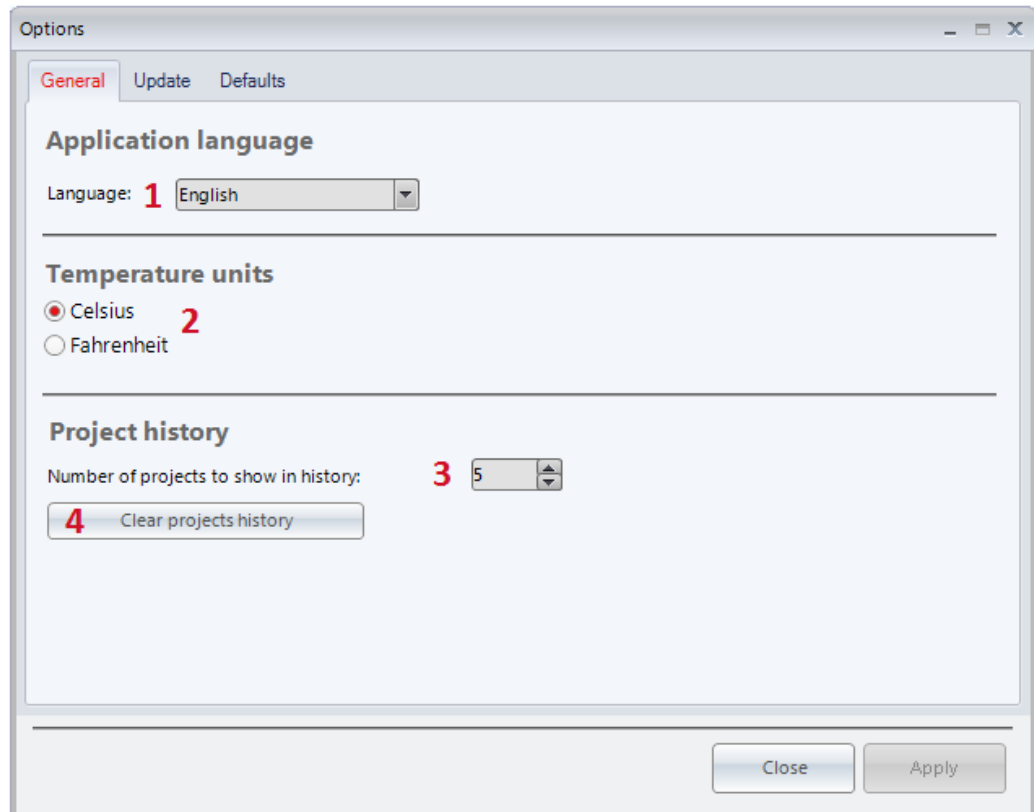 Options
General Update Defaults
Application language
Language: 1 English
Temperature units
Celsius
2
Fahrenheit
Project history
Number of projects to show in history: 3 5
4 Clear projects history
Close Apply